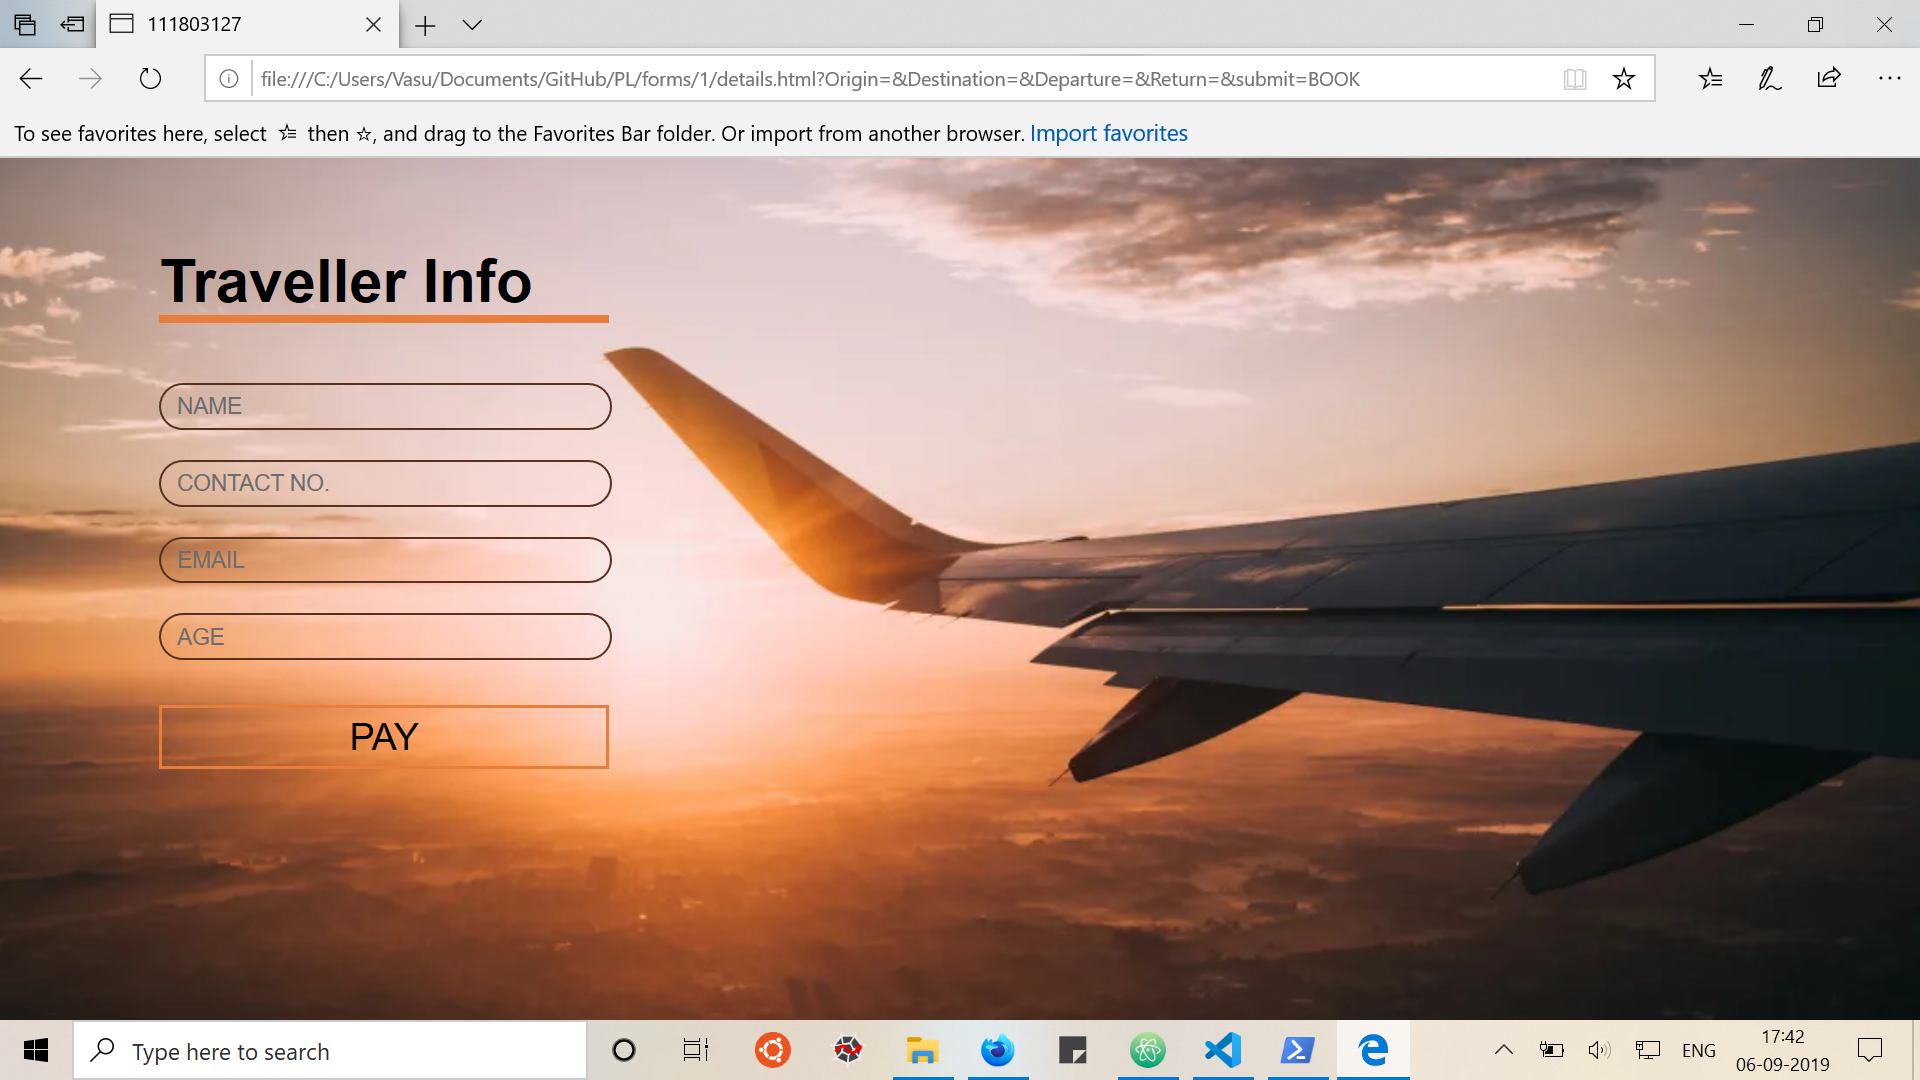 111803127
file:///C:/Users/Vasu/Documents/GitHub/PL/forms/1/details.html?Origin=&Destination=&Departure=&Return=&submit=BOOK
To see favorites here, select then , and drag to the Favorites Bar folder. Or import from another browser. Import favorites
Traveller Info
NAME
CONTACT NO.
EMAIL
AGE
PAY
Type here to search
ENG
17:42
06-09-2019